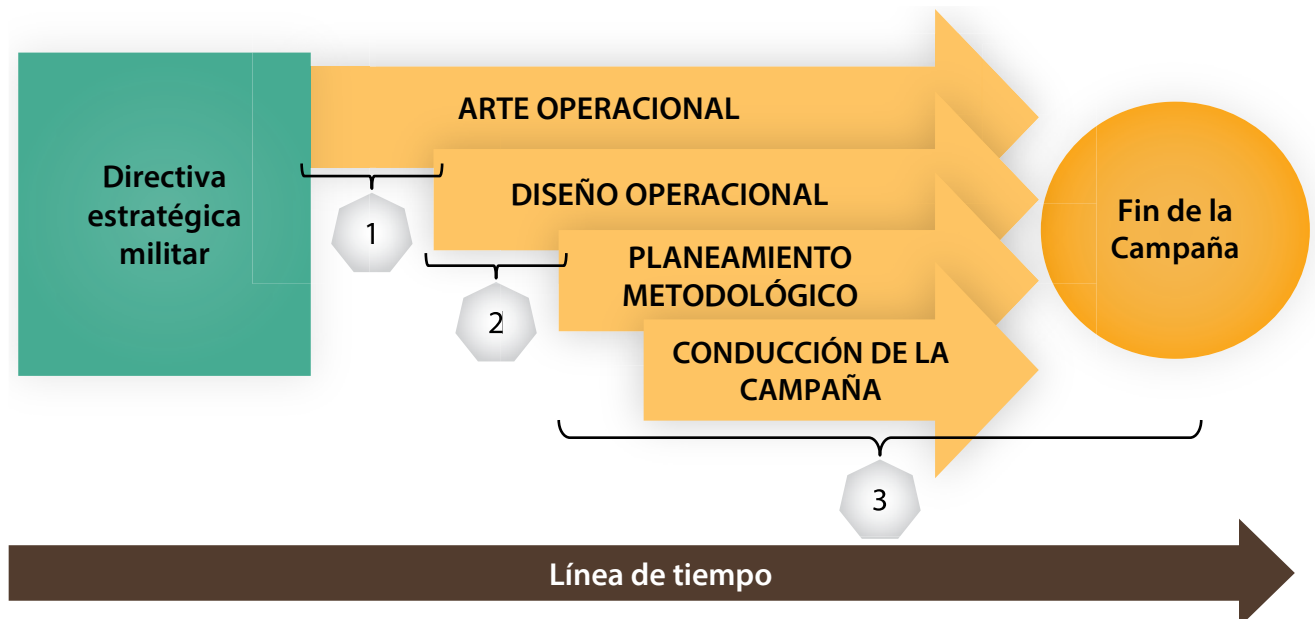 Directiva
estratégica
militar
ARTE OPERACIONAL
1
DISEÑO OPERACIONAL
2
PLANEAMIENTO
METODOLÓGICO
CONDUCCIÓN DE LA
CAMPAÑA
3
Fin de la
Campaña
Línea de tiempo